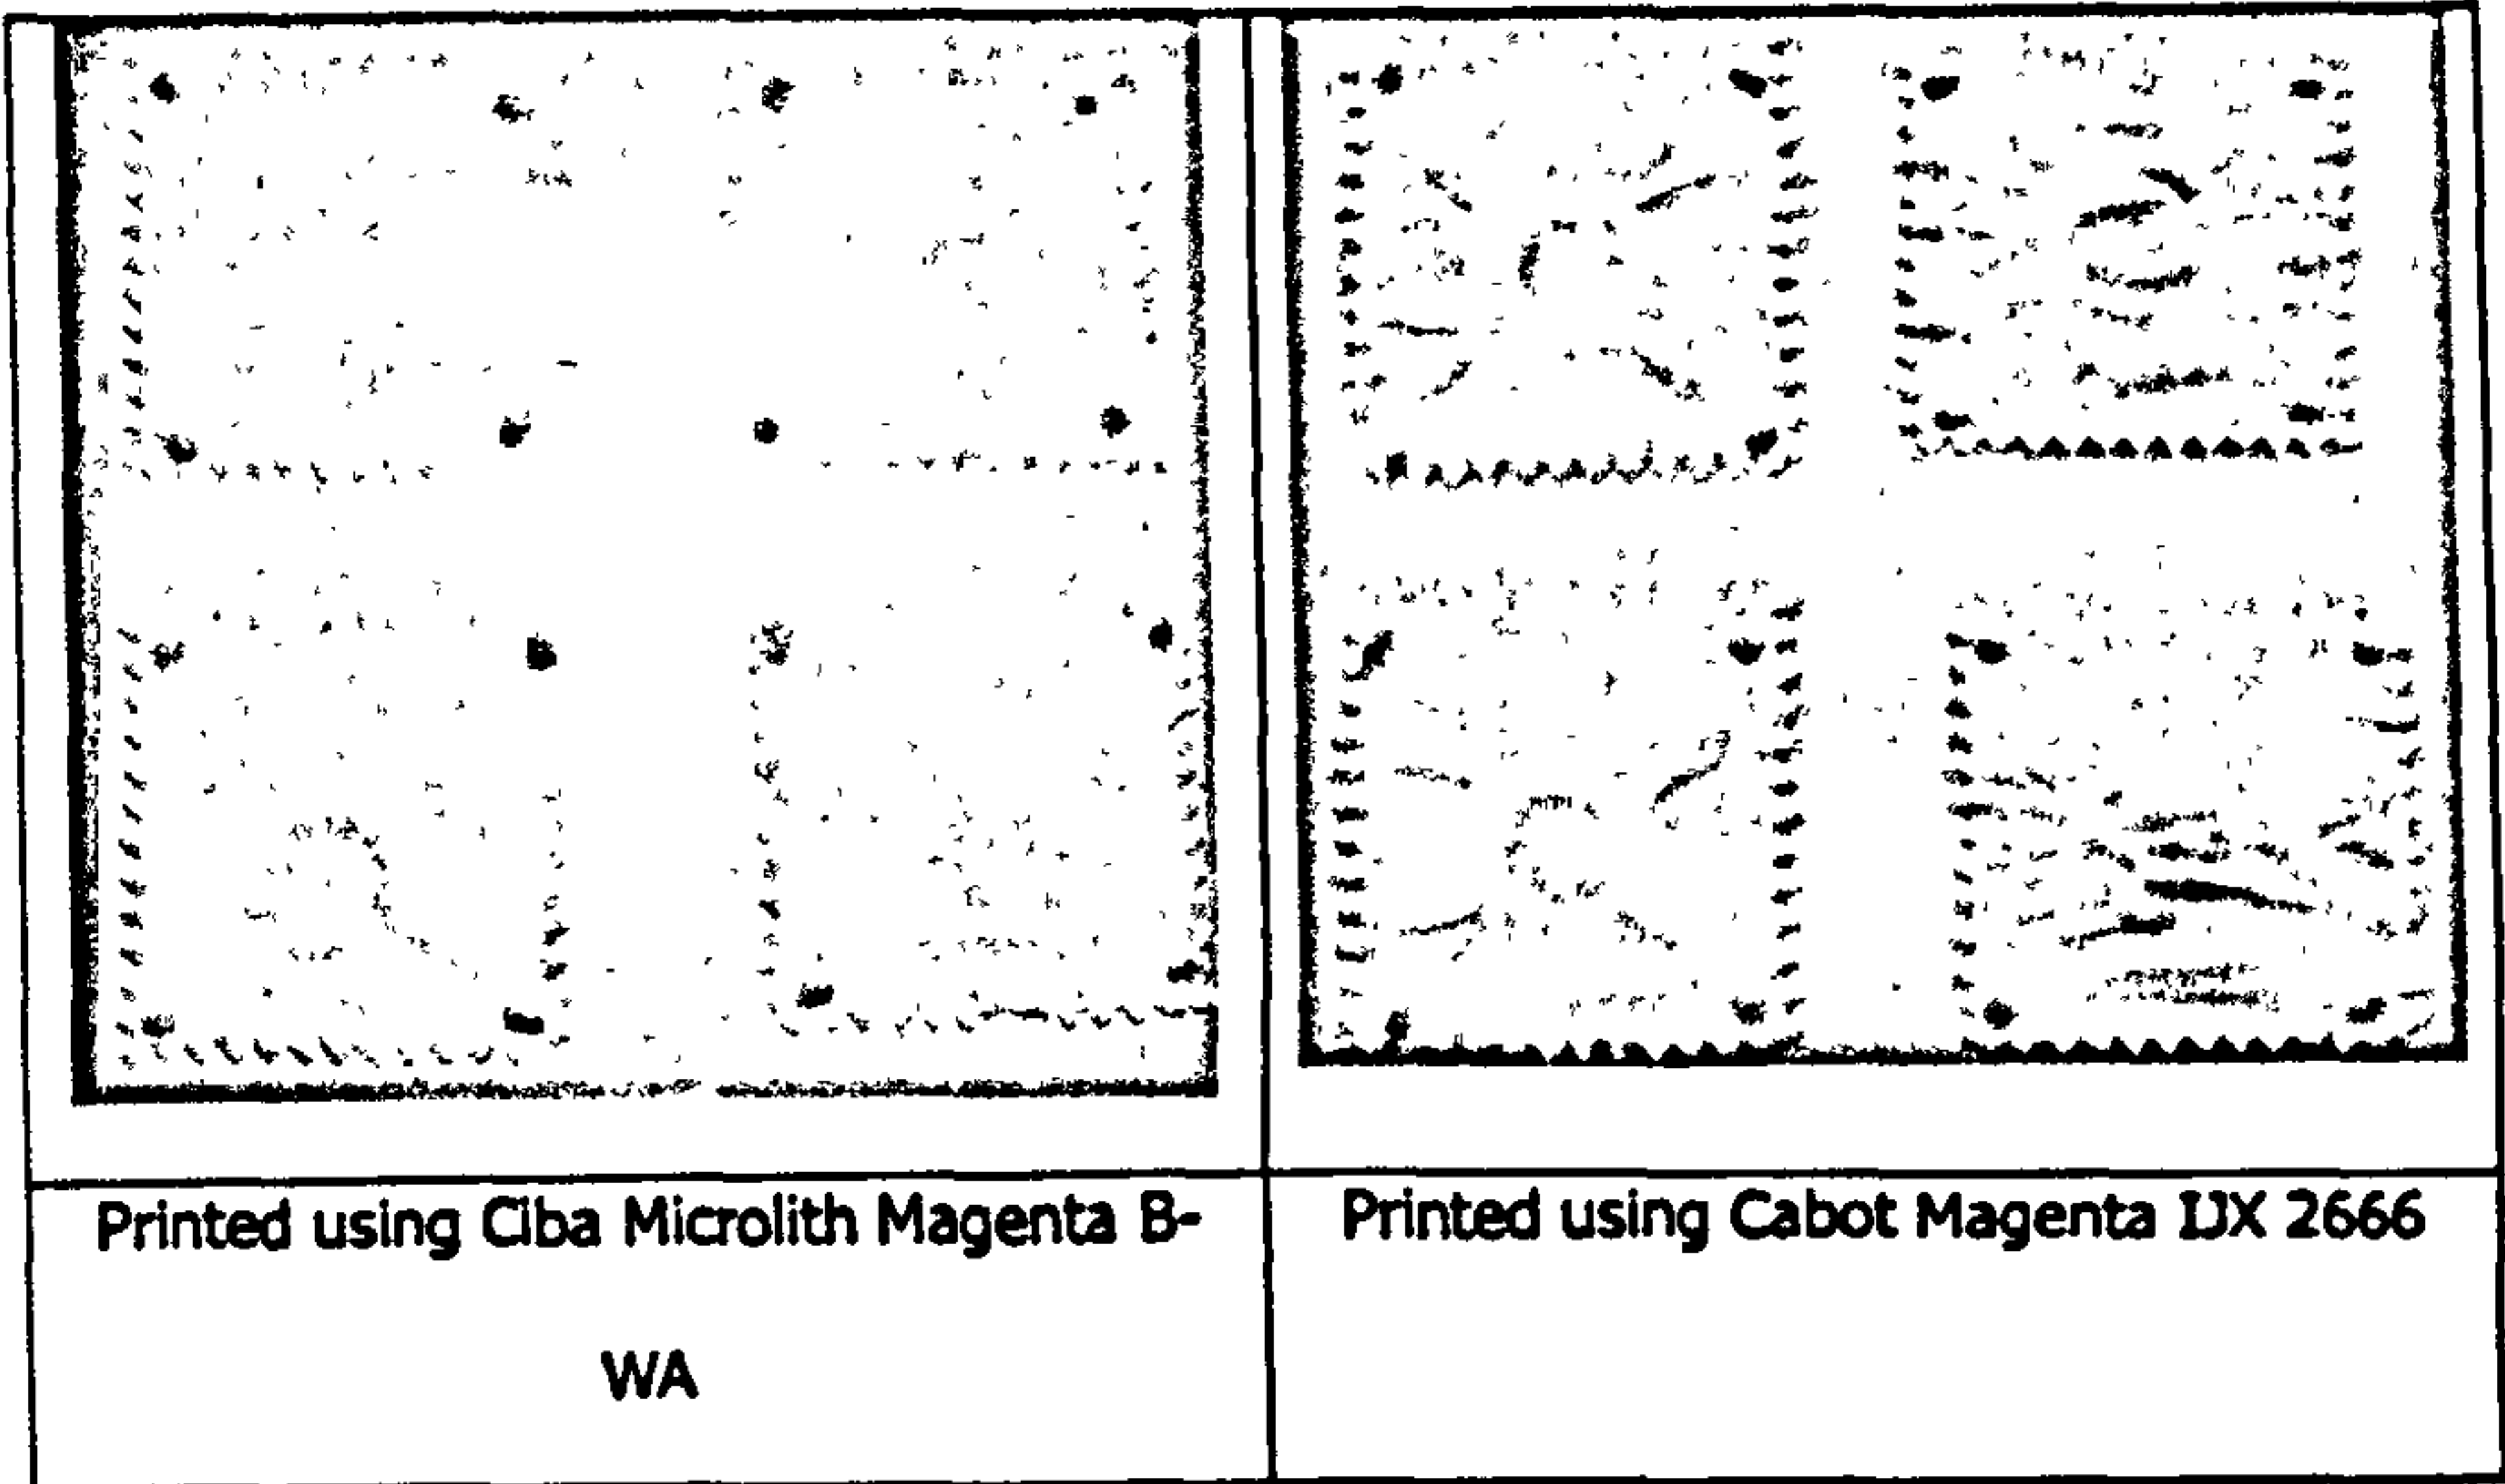 Printed using Ciba Microlith Magenta B-
WA
Printed using Cabot Magenta IJX 2666